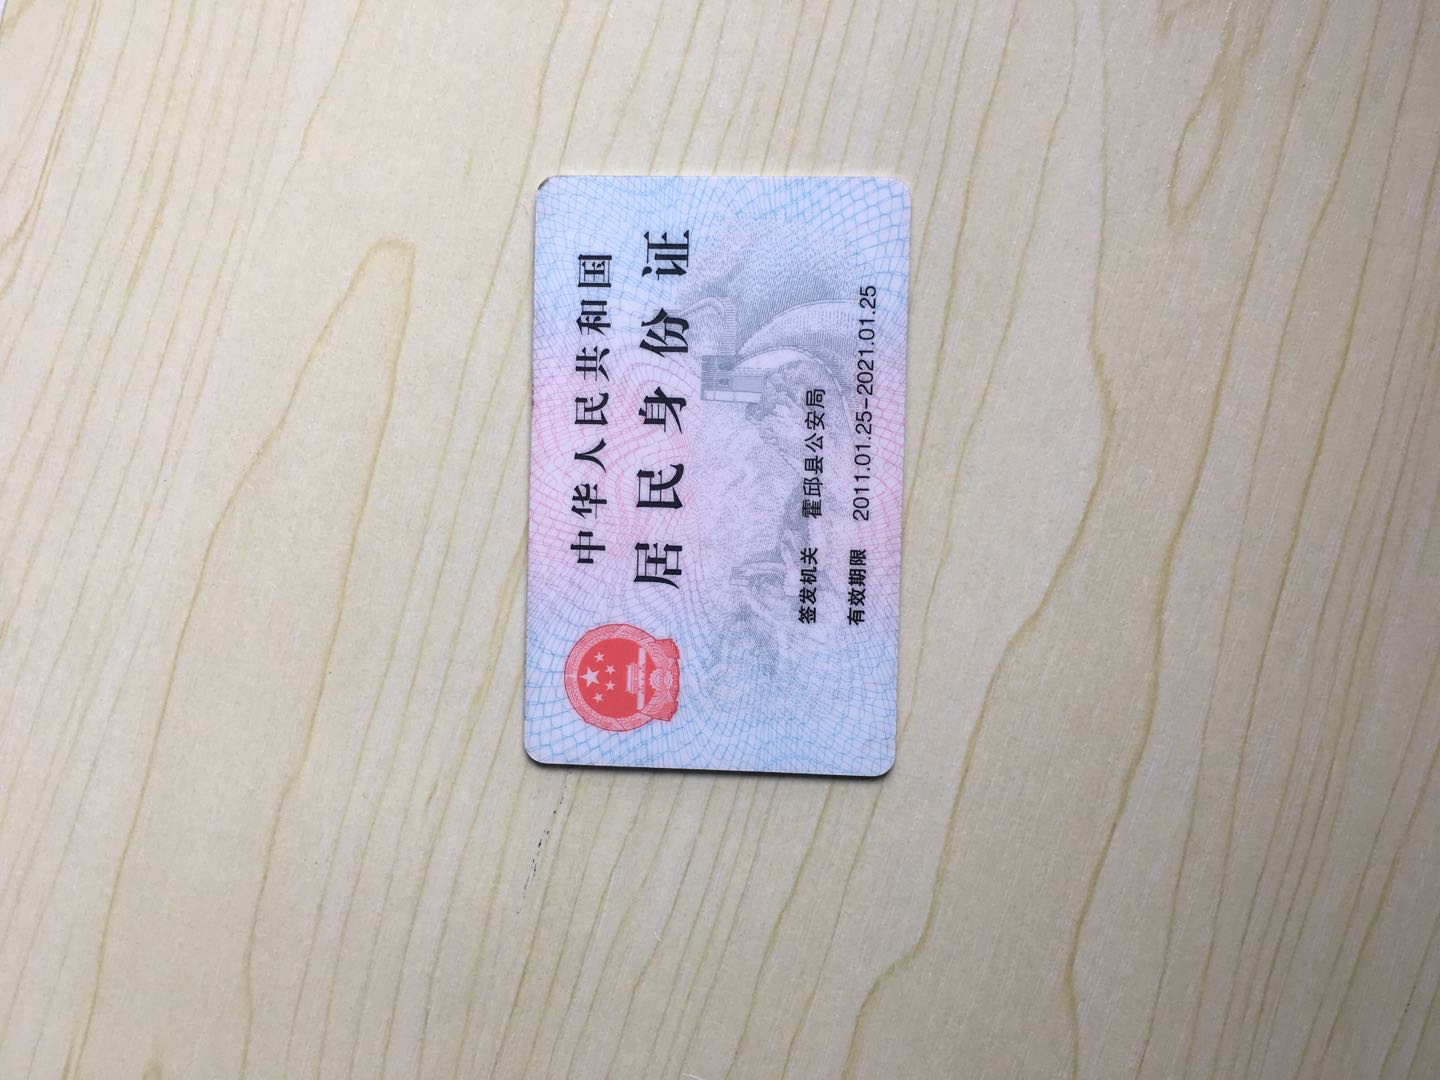 中华人民共和国
居民身份证
签发机关 霍邱县公安局
有效期限 2011.01.25-2021.01.25